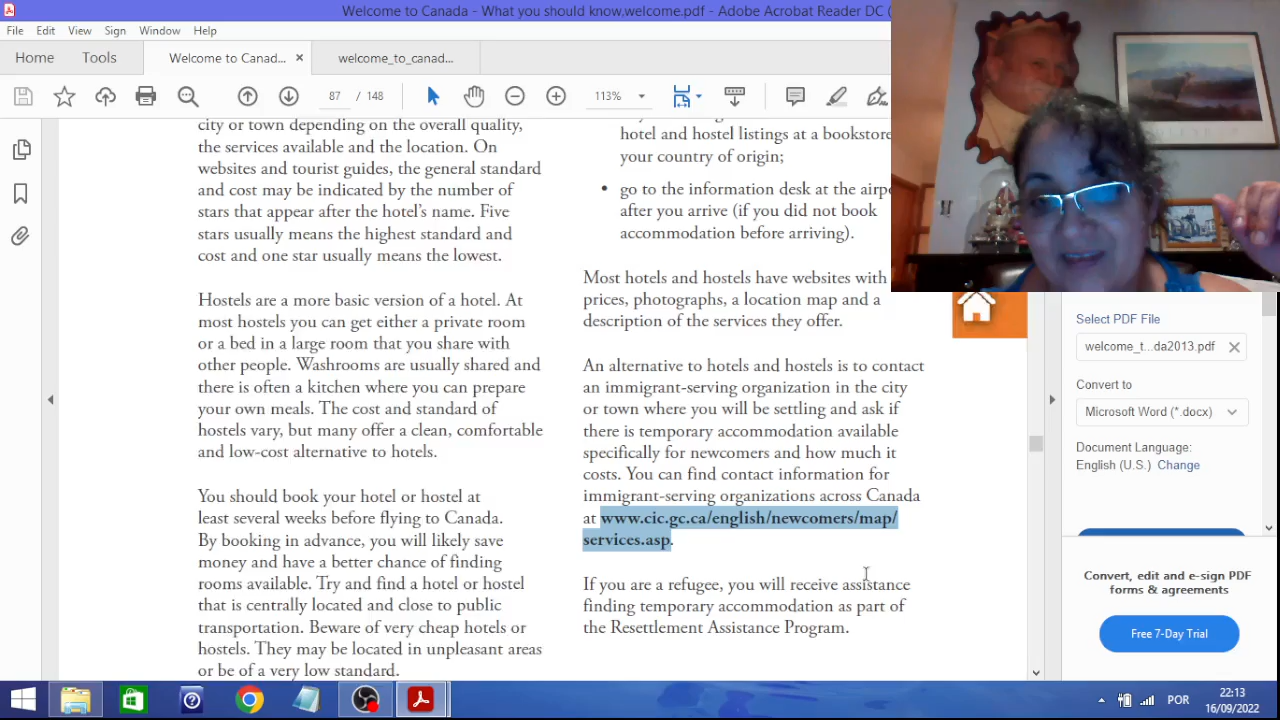 Welcome to Canada - What you should know,welcome.pdf - Adobe Acrobat Reader DC (
File Edit View Sign Window Help
Home Tools Welcome to Canad... × welcome_to_canad...
87 / 148 113%
city or town depending on the overall quality,
the services available and the location. On
websites and tourist guides, the general standard
and cost may be indicated by the number of
stars that appear after the hotel's name. Five
stars usually means the highest standard and
cost and one star usually means the lowest.
Hostels are a more basic version of a hotel. At
most hostels you can get either a private room
or a bed in a large room that you share with
other people. Washrooms are usually shared and
there is often a kitchen where you can prepare
your own meals. The cost and standard of
hostels vary, but many offer a clean, comfortable
and low-cost alternative to hotels.
You should book your hotel or hostel at
least several weeks before flying to Canada.
By booking in advance, you will likely save
money and have a better chance of finding
rooms available. Try and find a hotel or hostel
that is centrally located and close to public
transportation. Beware of very cheap hotels or
hostels. They may be located in unpleasant areas
or be of a very low standard.
hotel and hostel listings at a bookstore
your country of origin;
• go to the information desk at the airpo
after you arrive (if you did not book
accommodation before arriving).
Most hotels and hostels have websites with
prices, photographs, a location map and a
description of the services they offer.
An alternative to hotels and hostels is to contact
an immigrant-serving organization in the city
or town where you will be settling and ask if
there is temporary accommodation available
specifically for newcomers and how much it
costs. You can find contact information for
immigrant-serving organizations across Canada
at www.cic.gc.ca/english/newcomers/map/
services.asp.
If you are a refugee, you will receive assistance
finding temporary accommodation as part of
the Resettlement Assistance Program.
Select PDF File
welcome_t...da2013.pdf
Convert to
Microsoft Word (*.docx)
Document Language:
English (U.S.) Change
Convert, edit and e-sign PDF
forms & agreements
Free 7-Day Trial
POR
22:13
16/09/2022